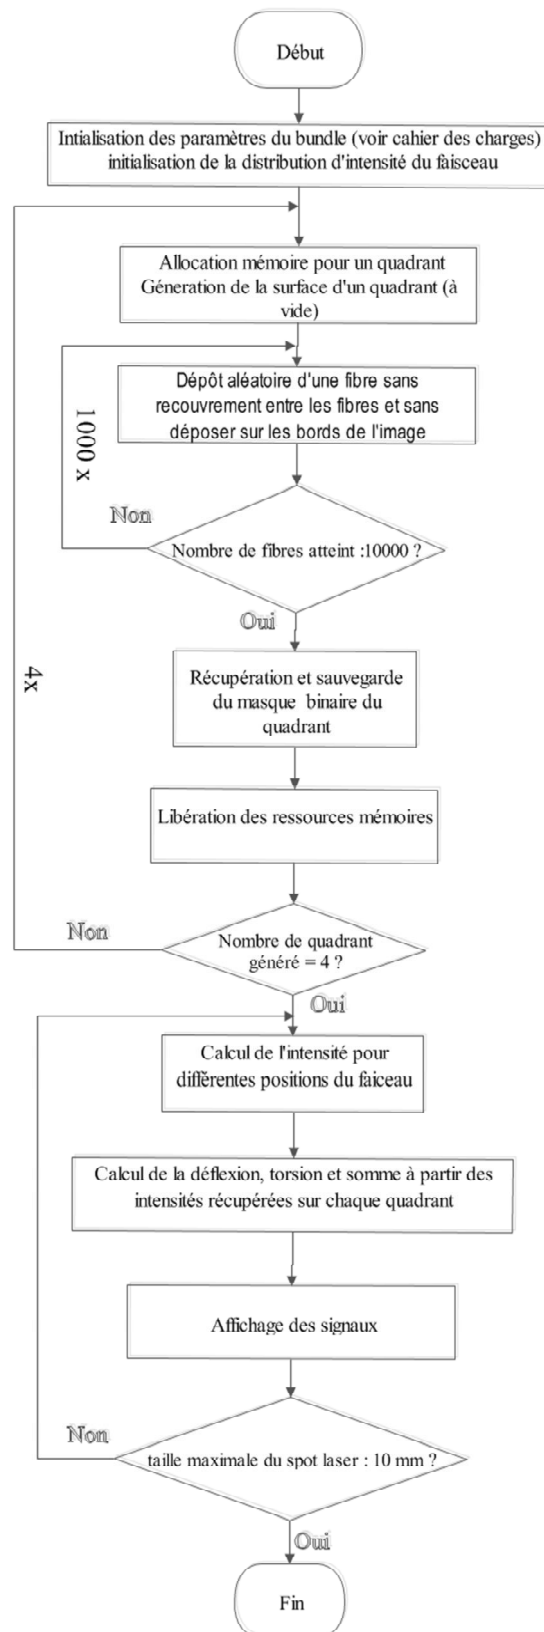 Début
Intialisation des paramètres du bundle (voir cahier des charges)
initialisation de la distribution d'intensité du faisceau
Allocation mémoire pour un quadrant
Géneration de la surface d'un quadrant (à
vide)
Dépôt aléatoire d'une fibre sans
recouvrement entre les fibres et sans
déposer sur les bords de l'image
1000 x
Non
Nombre de fibres atteint :10000 ?
Oui
4x
Récupération et sauvegarde
du masque binaire du
quadrant
Libération des ressources mémoires
Non
Nombre de quadrant
généré = 4 ?
Oui
Calcul de l'intensité pour
différentes positions du faiceau
Calcul de la déflexion, torsion et somme à partir des
intensités récupérées sur chaque quadrant
Affichage des signaux
Non
taille maximale du spot laser : 10 mm ?
Oui
Fin